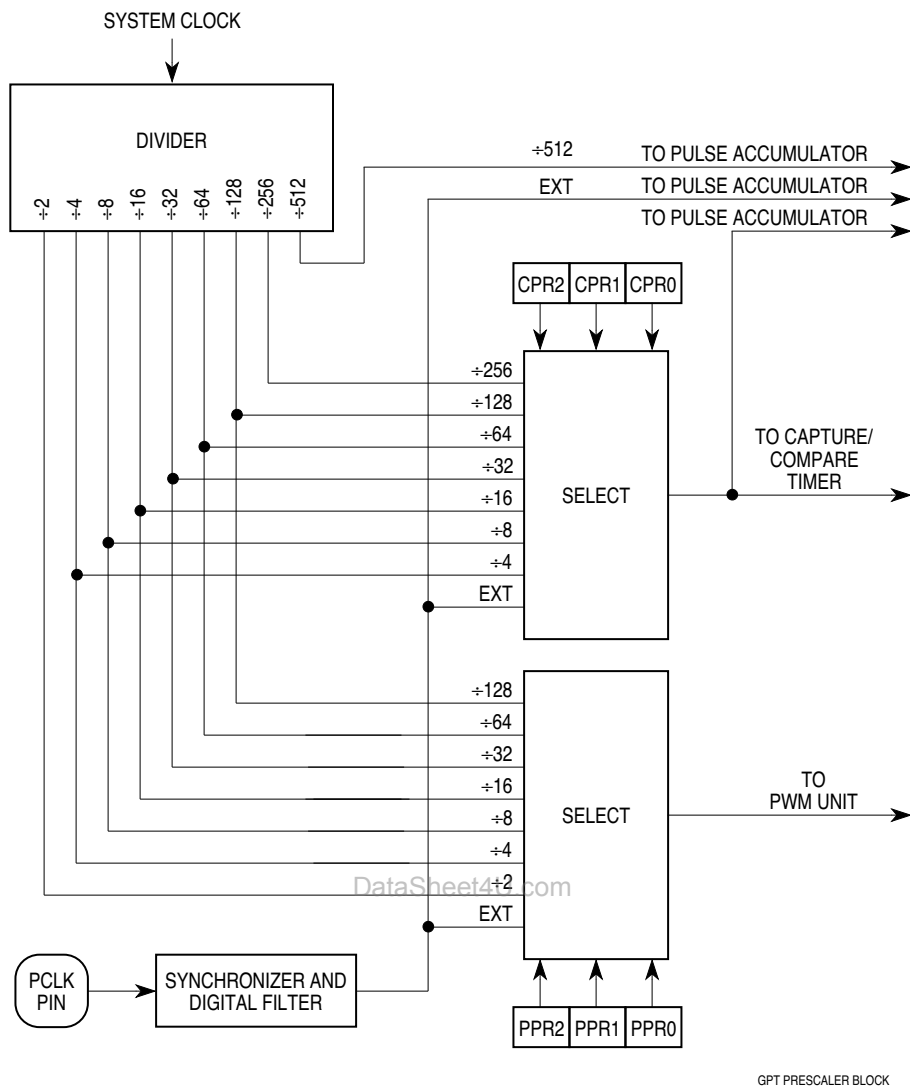 SYSTEM CLOCK
DIVIDER
÷2
÷4
÷8
÷16
÷32
÷64
÷128
÷256
÷512
÷512
TO PULSE ACCUMULATOR
EXT
TO PULSE ACCUMULATOR
TO PULSE ACCUMULATOR
CPR2
CPR1
CPR0
÷256
÷128
÷64
÷32
÷16
÷8
÷4
EXT
SELECT
TO CAPTURE/
COMPARE
TIMER
÷128
÷64
÷32
÷16
÷8
÷4
÷2
EXT
SELECT
TO
PWM UNIT
DataSheet4U.com
PCLK
PIN
SYNCHRONIZER AND
DIGITAL FILTER
PPR2
PPR1
PPR0
GPT PRESCALER BLOCK